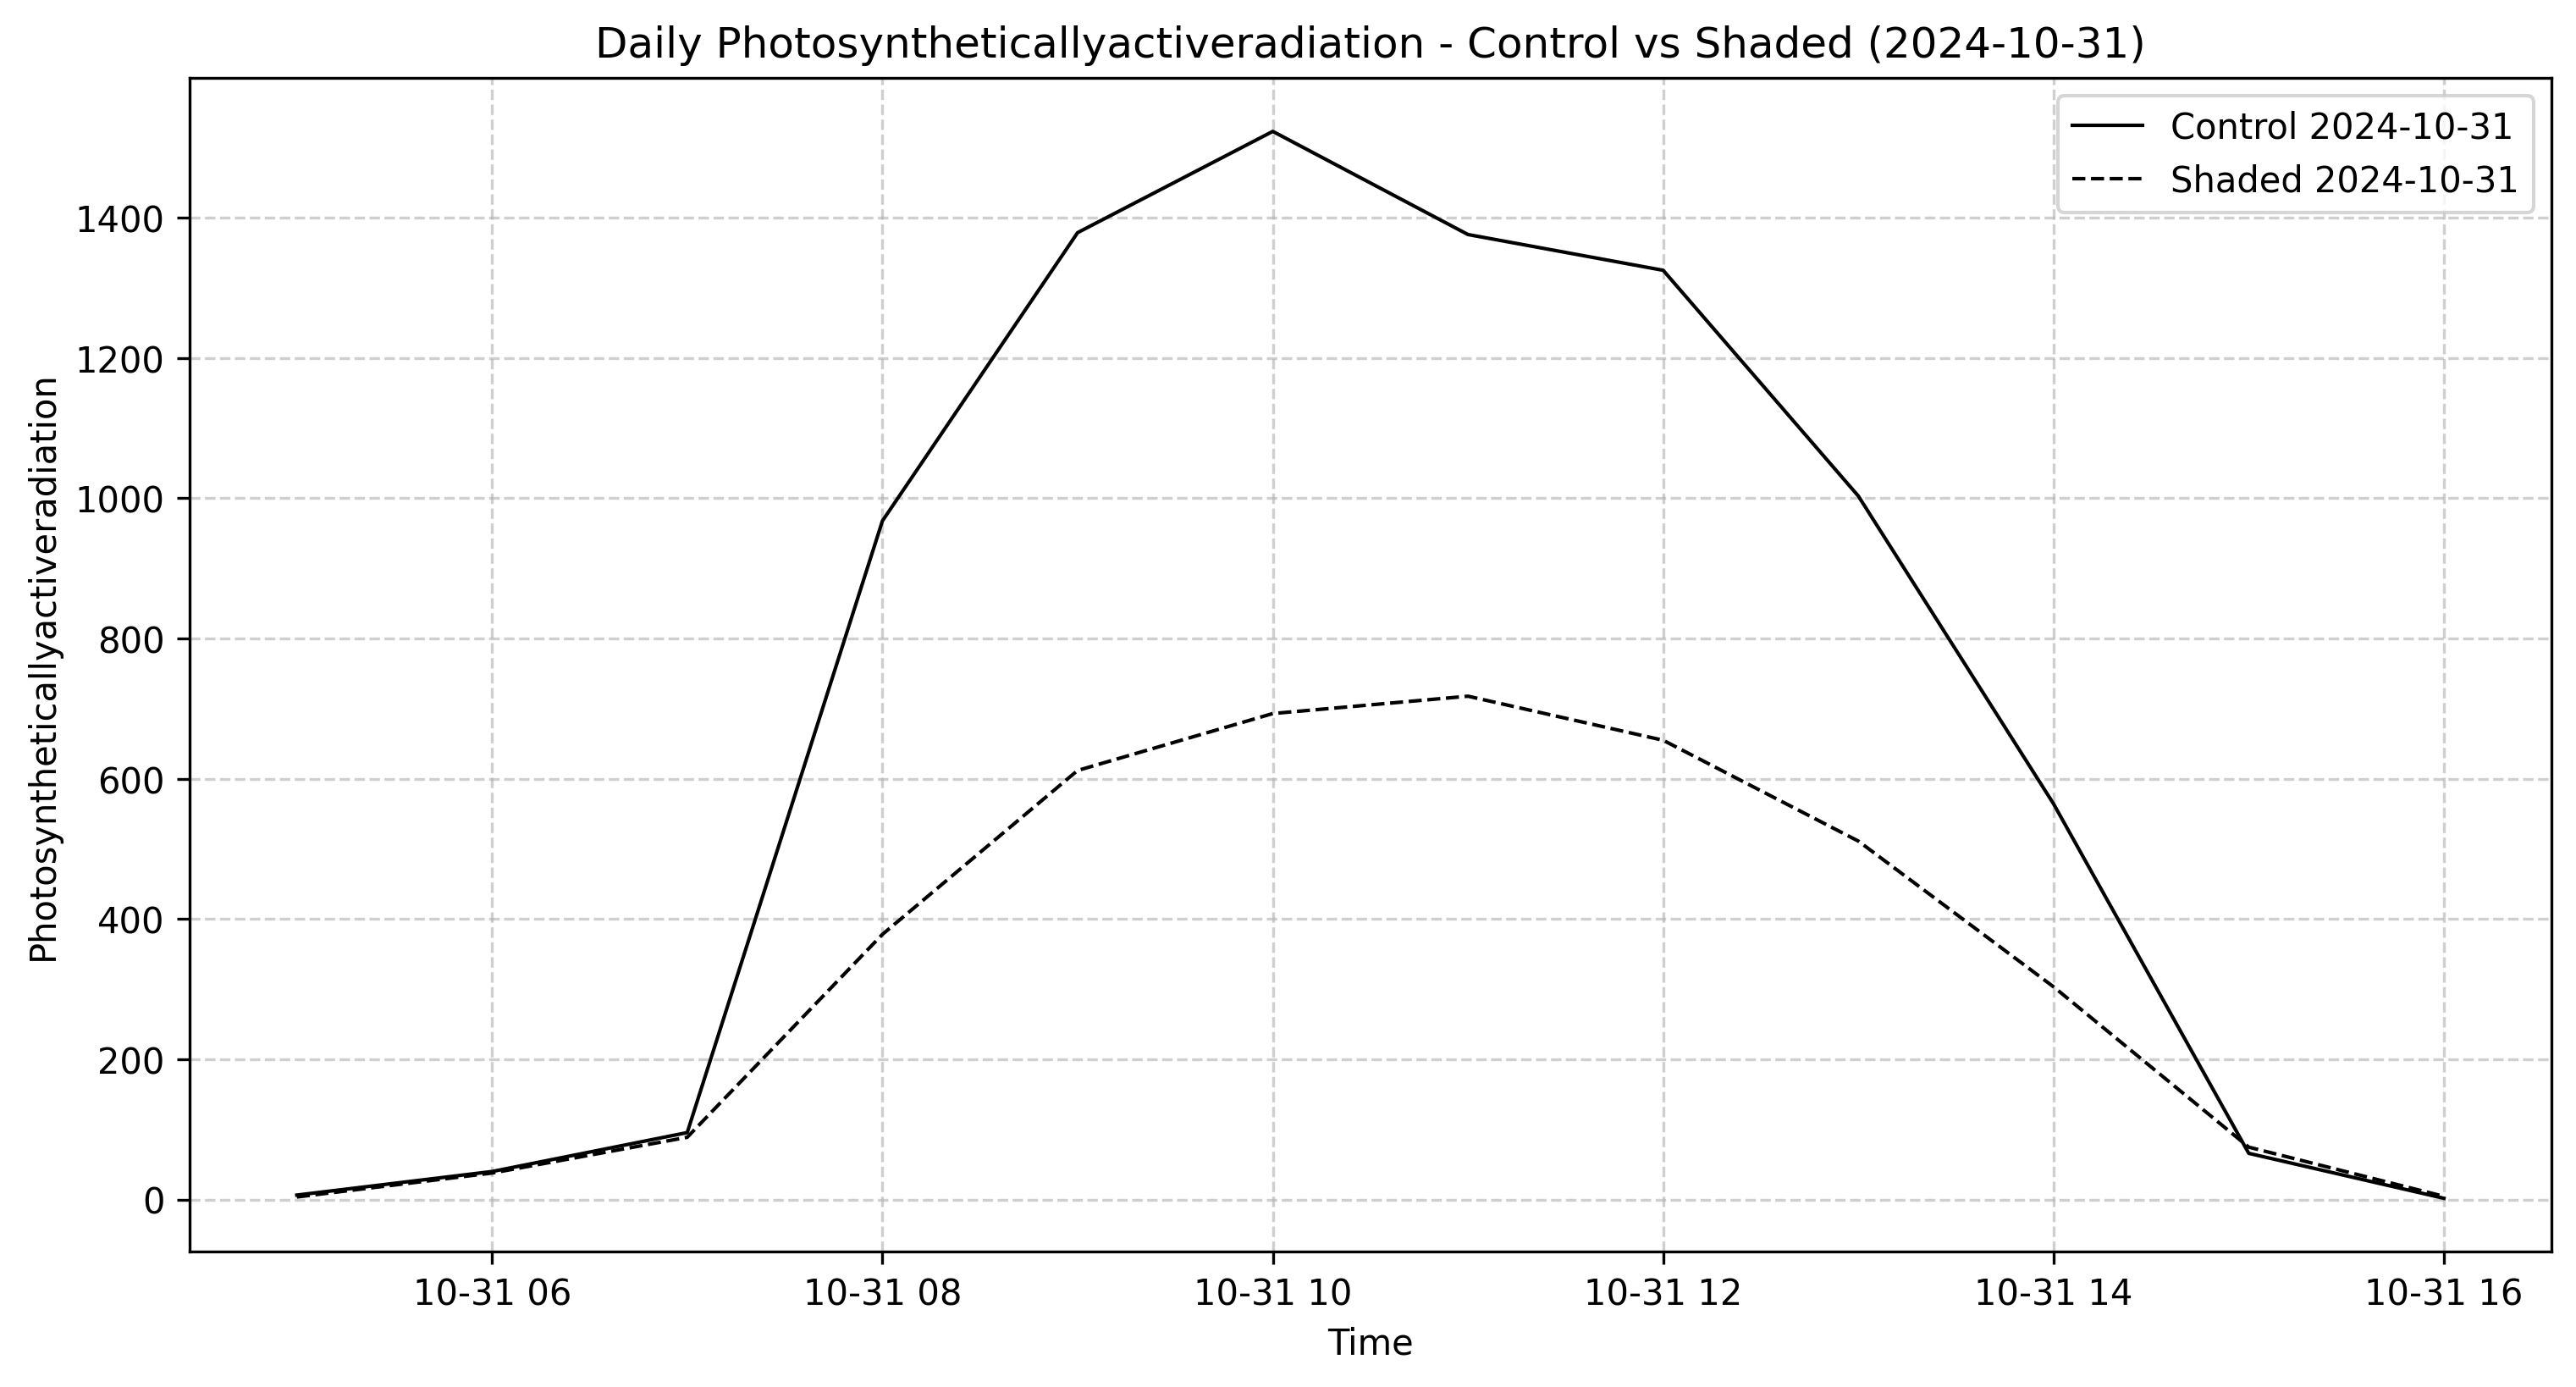 Daily Photosyntheticallyactiveradiation - Control vs Shaded (2024-10-31)
Control 2024-10-31
Shaded 2024-10-31
Photosyntheticallyactiveradiation
1400
1200
1000
800
600
400
200
0
10-31 06
10-31 08
10-31 10
10-31 12
10-31 14
10-31 16
Time